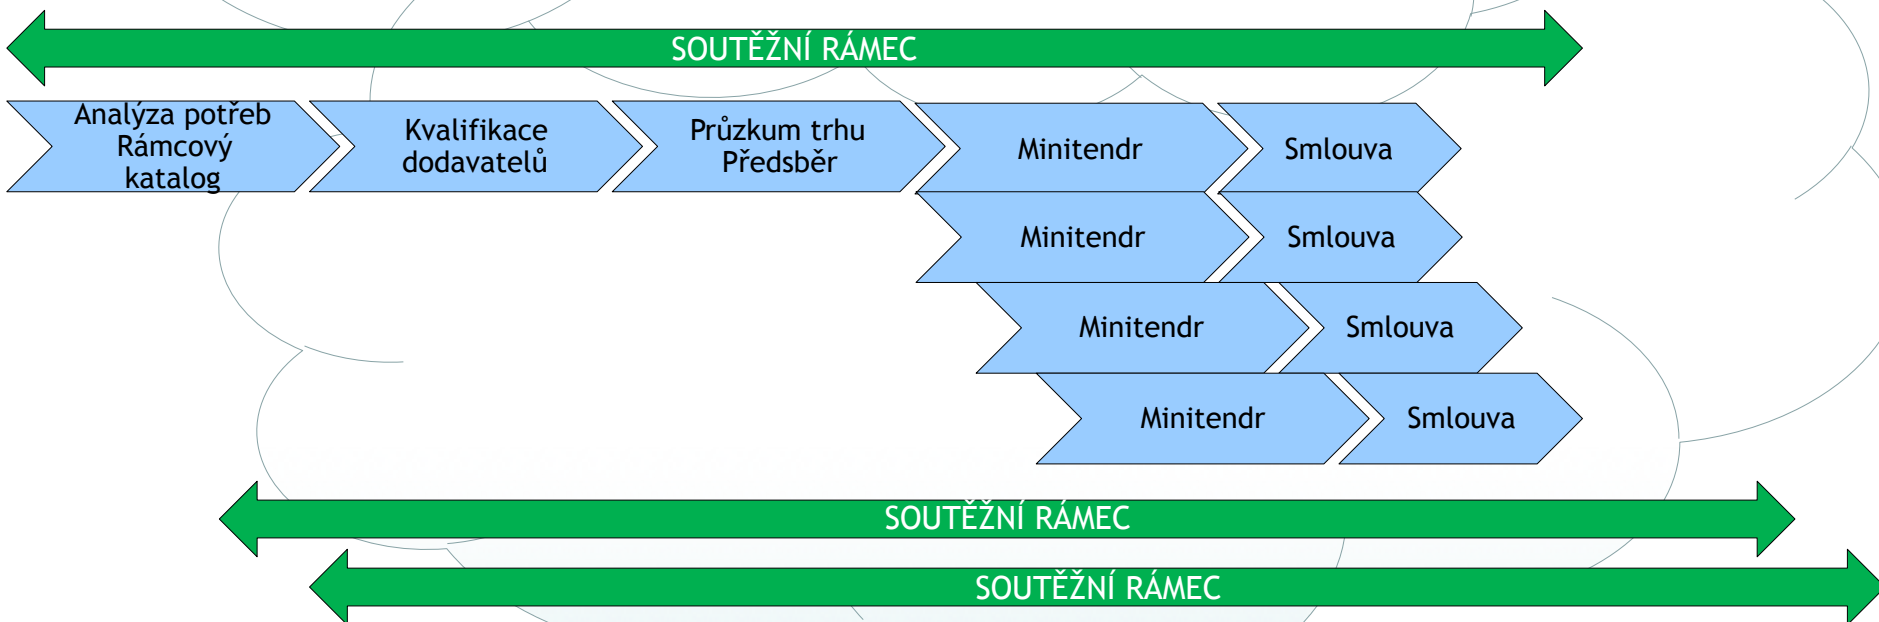 SOUTĚŽNÍ RÁMEC
Analýza potřeb
Rámcový
katalog
Kvalifikace
dodavatelů
Průzkum trhu
Předsběr
Minitendr
Smlouva
Minitendr
Smlouva
Minitendr
Smlouva
Minitendr
Smlouva
SOUTĚŽNÍ RÁMEC
SOUTĚŽNÍ RÁMEC